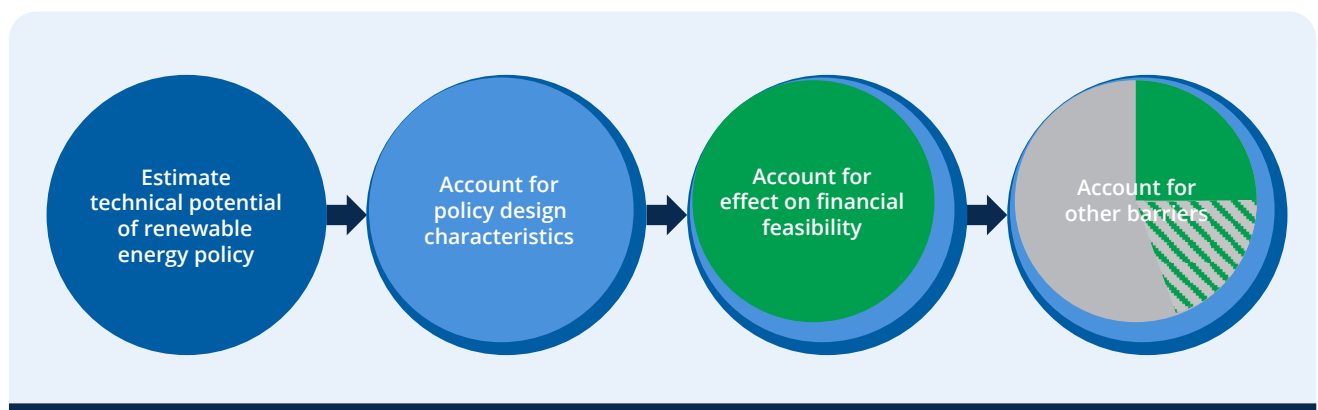 Estimate
technical potential
of renewable
energy policy
Account for
policy design
characteristics
Account for
effect on financial
feasibility
Account for
other barriers